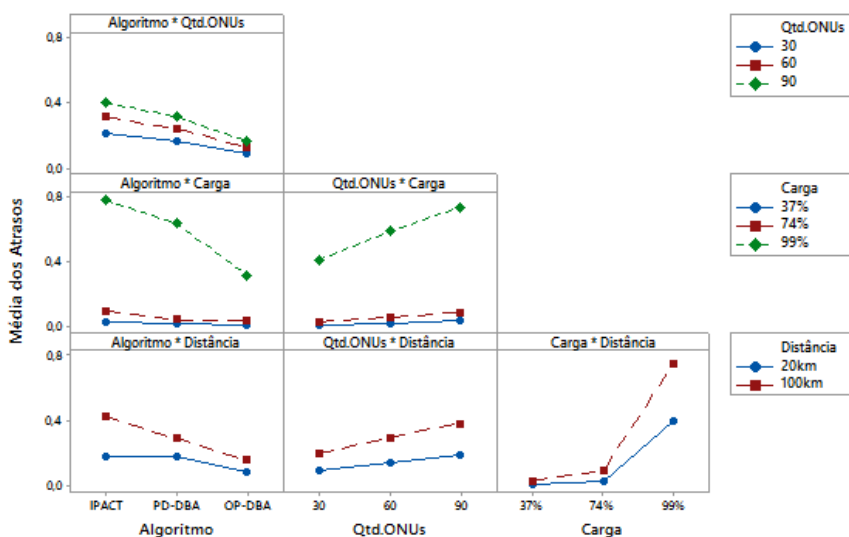 Algoritmo * Qtd.ONUs
0,8
0,4
0,0
Qtd.ONUs
30
60
90
Algoritmo * Carga
Qtd.ONUs * Carga
0,8
0,4
0,0
Carga
37%
74%
99%
Média dos Atrasos
Algoritmo * Distância
Qtd.ONUs * Distância
Carga * Distância
0,8
0,4
0,0
Distância
20km
100km
IPACT PD-DBA OP-DBA
30 60 90
37% 74% 99%
Algoritmo
Qtd.ONUs
Carga